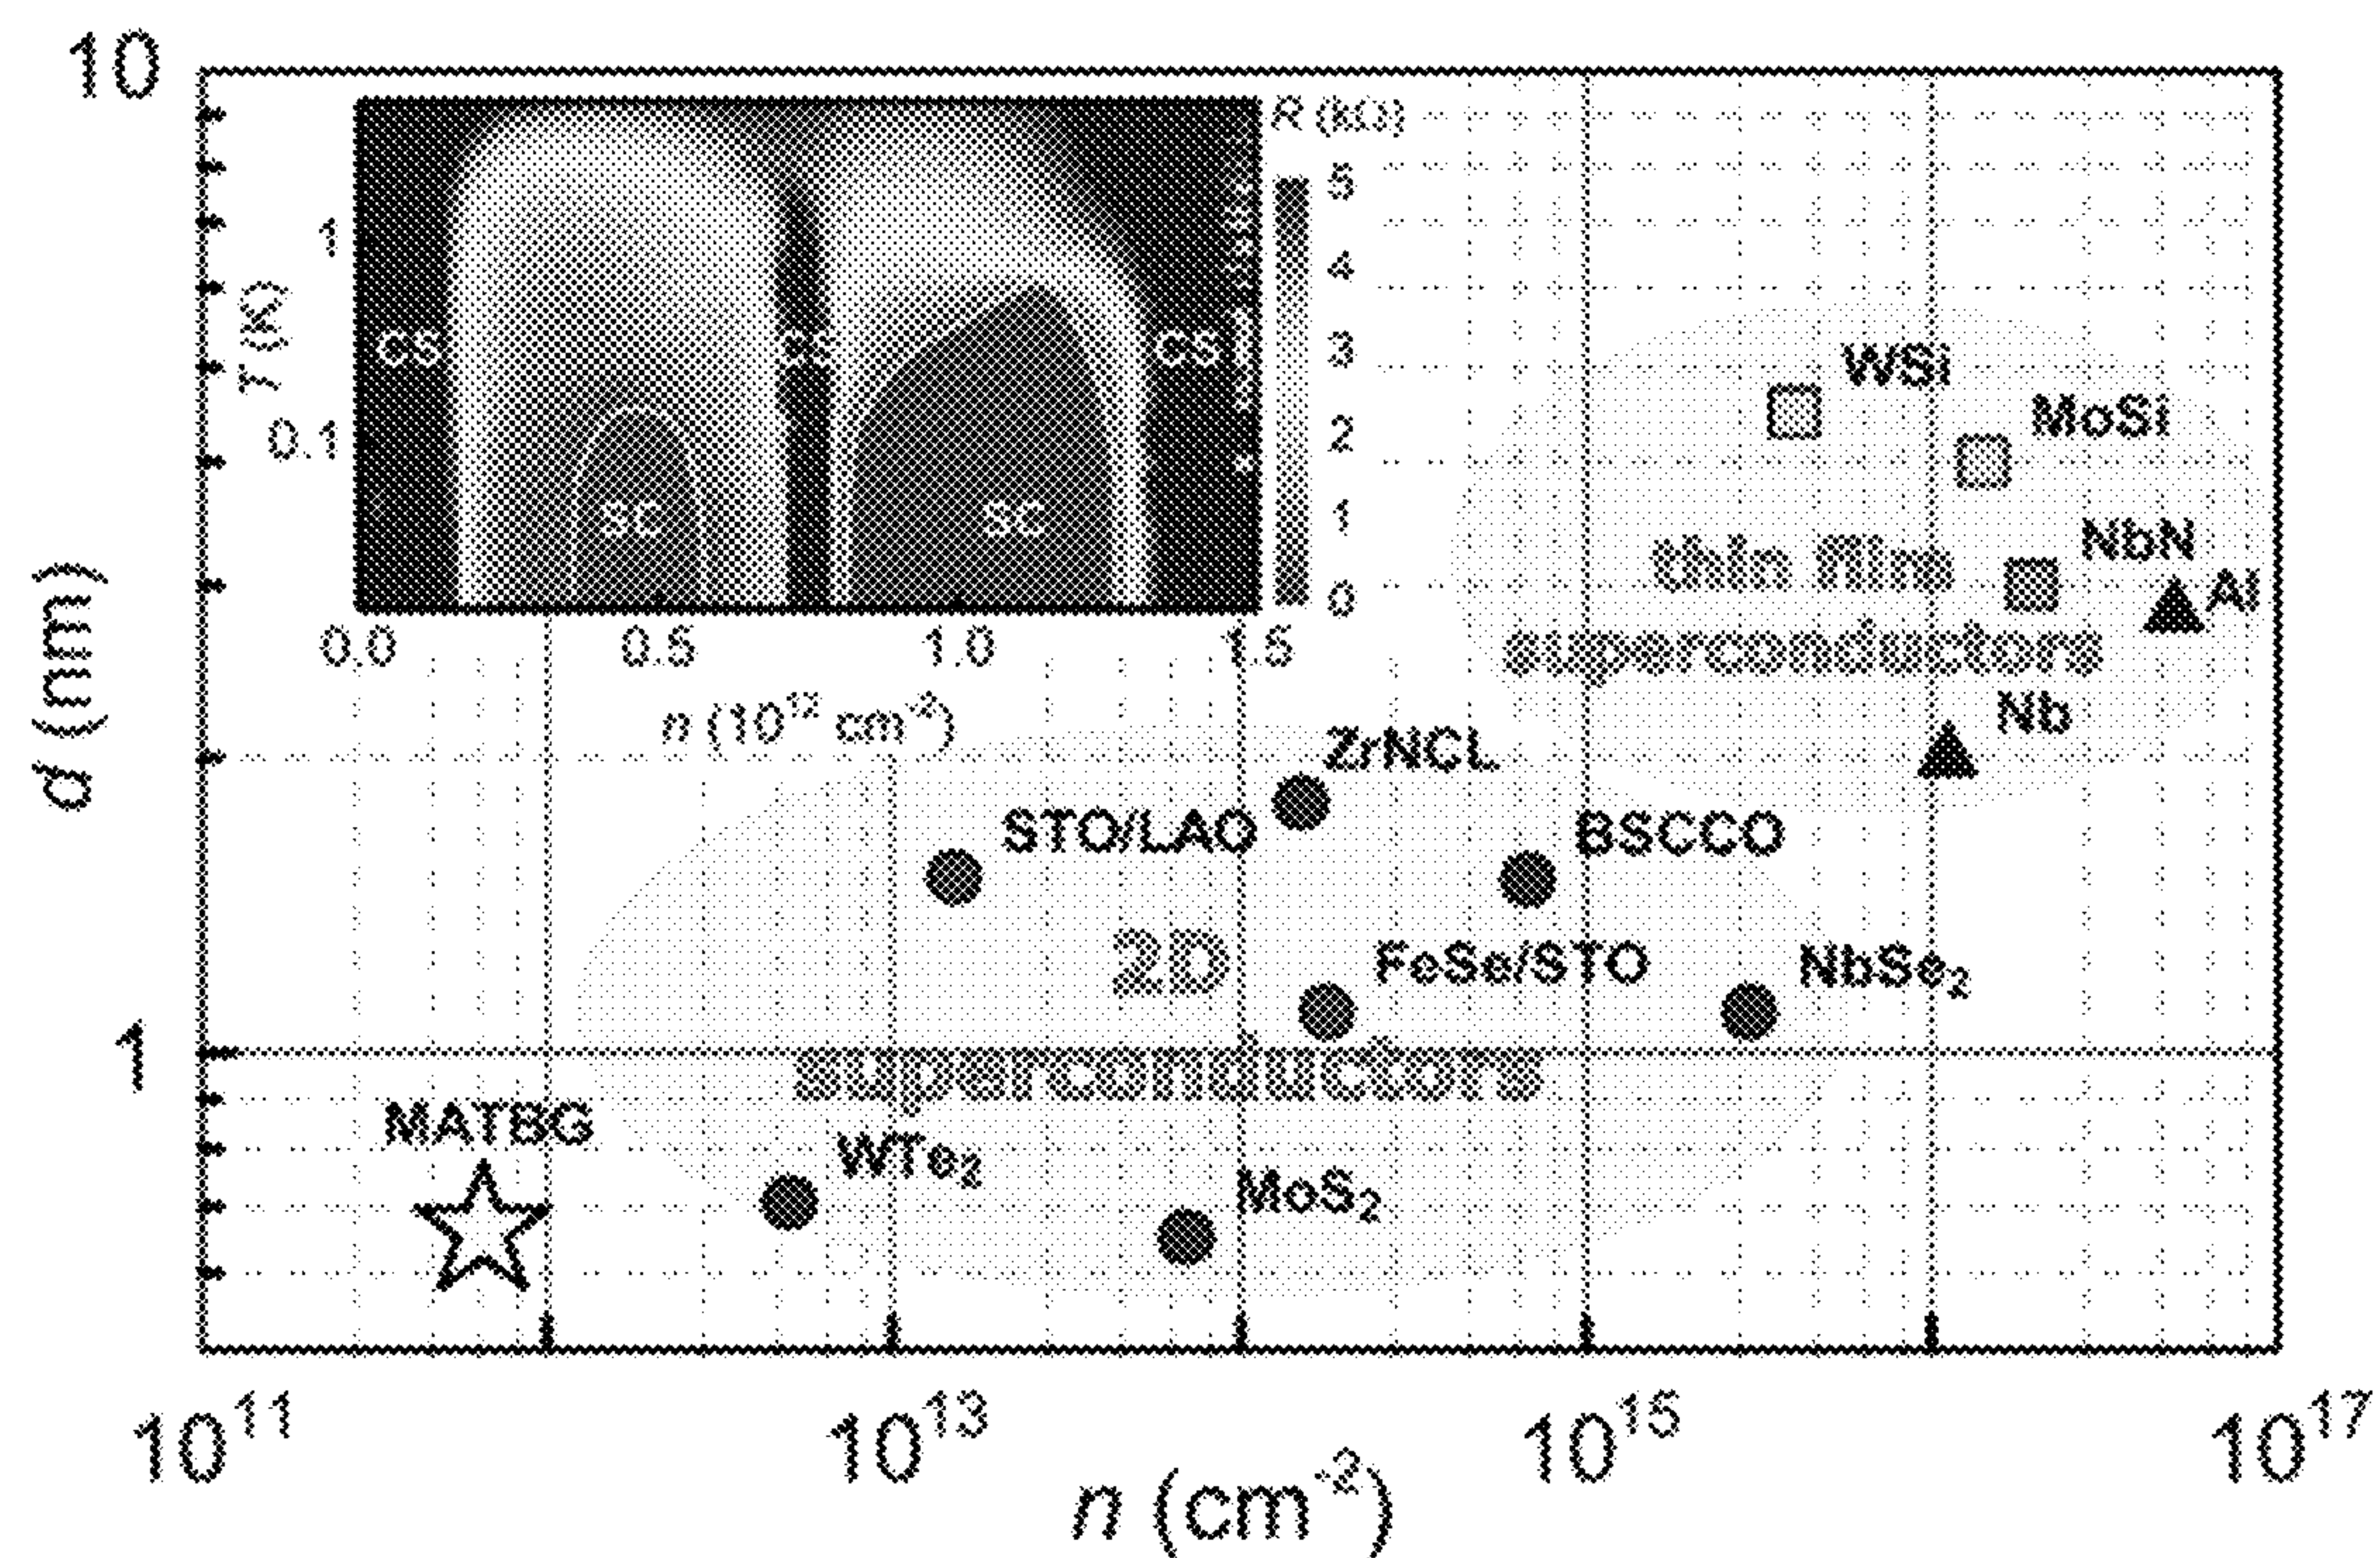 10
R (kΩ)
5
1
4
T (K)
CS
CS
3
WSi
MoSi
0.1
2
SC
SC
1
thin films
NbN
Al
0
superconductors
0.0
0.5
1.0
1.5
n (10¹² cm⁻²)
Nb
d (nm)
ZrNCL
STO/LAO
BSCCO
2D
FeSe/STO
NbSe₂
1
superconductors
MATBG
WTe₂
MoS₂
10¹¹
10¹³
10¹⁵
10¹⁷
n (cm⁻²)